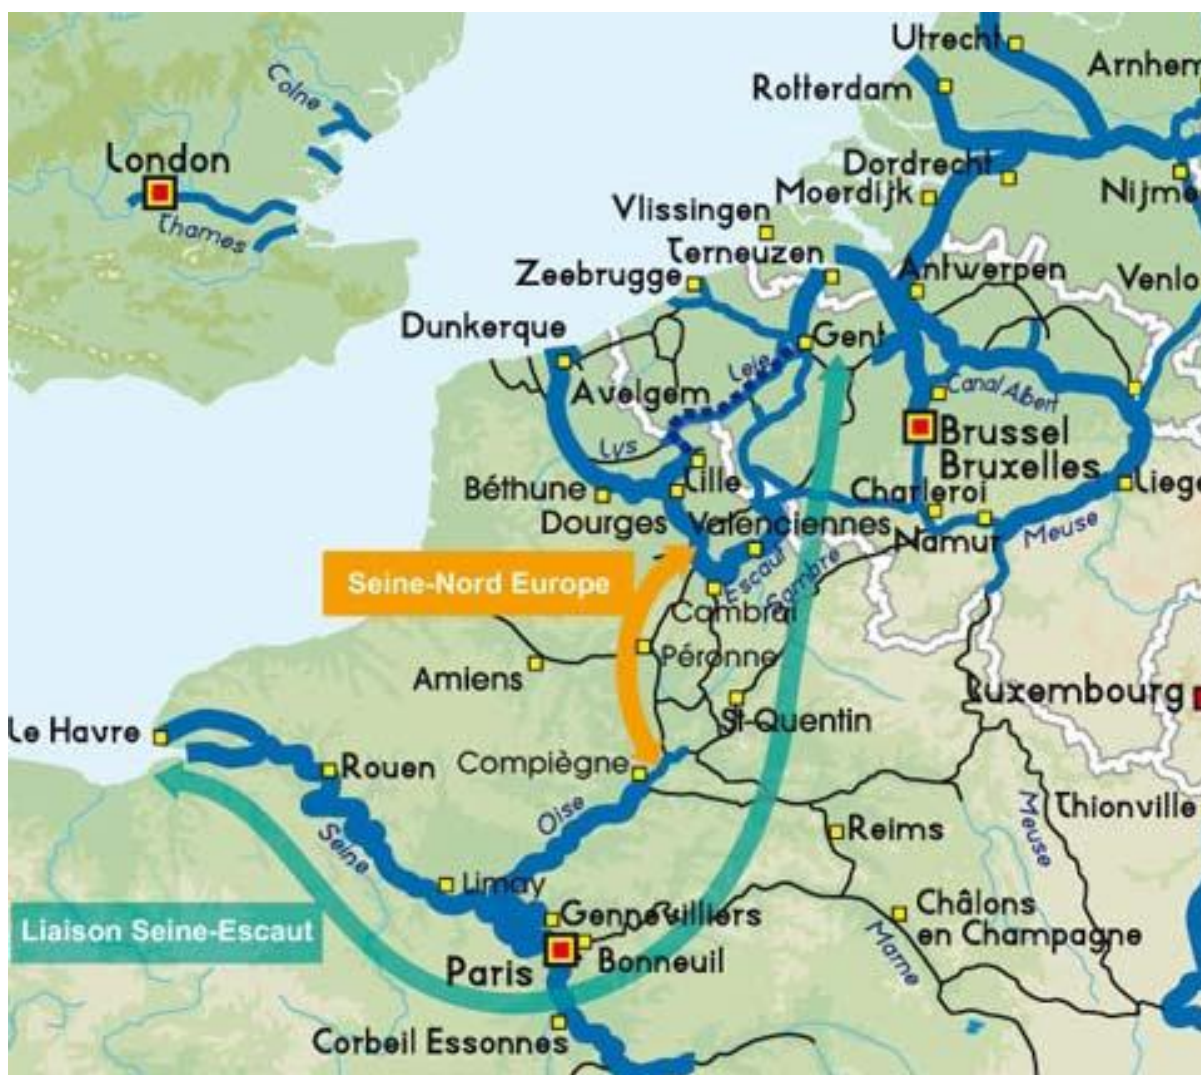 Utrecht
Arnhem
Rotterdam
Colne
London
Dordrecht
Moerdijk
Nijme
Vlissingen
Thames
Terneuzen
Zeebrugge
Antwerpen
Venlo
Dunkerque
Gent
Leie
Avelgem
Canal Albert
Lys
Brussel
Bruxelles
Lille
Béthune
Charleroi
Liege
Dourges
Valenciennes
Namur
Meuse
Escaut
Sambre
Seine-Nord Europe
Cambrai
Péronne
Amiens
Luxembourg
St-Quentin
Le Havre
Compiègne
Rouen
Oise
Meuse
Thionville
Reims
Seine
Limay
Gennevilliers
Châlons
en Champagne
Liaison Seine-Escaut
Marne
Paris
Bonneuil
Corbeil Essonnes